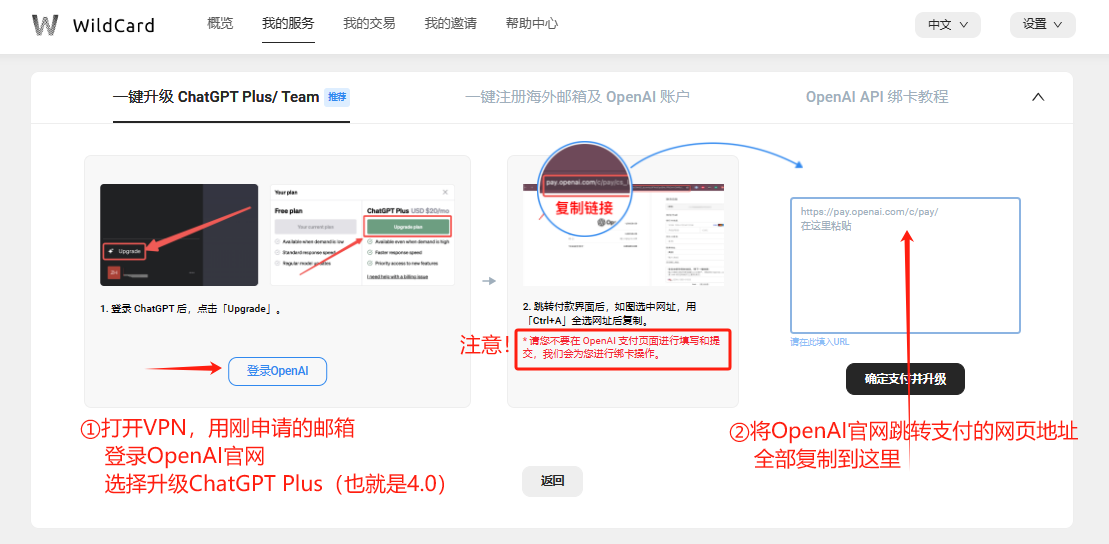 WildCard
概览
我的服务
我的交易
我的邀请
帮助中心
中文
设置
一键升级 ChatGPT Plus/ Team 推荐
一键注册海外邮箱及 OpenAI 账户
OpenAI API 绑卡教程
Upgrade
Your plan
Free plan
ChatGPT Plus USD $20/mo
Your current plan
Upgrade plan
Available when demand is low
Available even when demand is high
Standard response speed
Faster response speed
Regular model updates
Priority access to new features
I need help with a billing issue
1. 登录 ChatGPT 后，点击「Upgrade」。
登录OpenAI
pay.openai.com/c/pay/cs_
复制链接
2. 跳转付款界面后，如图选中网址，用
「Ctrl+A」全选网址后复制。
注意！
* 请您不要在 OpenAI 支付页面进行填写和提
交，我们会为您进行绑卡操作。
https://pay.openai.com/c/pay/
在这里粘贴
请在此填入URL
确定支付并升级
①打开VPN，用刚申请的邮箱
登录OpenAI官网
选择升级ChatGPT Plus（也就是4.0）
②将OpenAI官网跳转支付的网页地址
全部复制到这里
返回